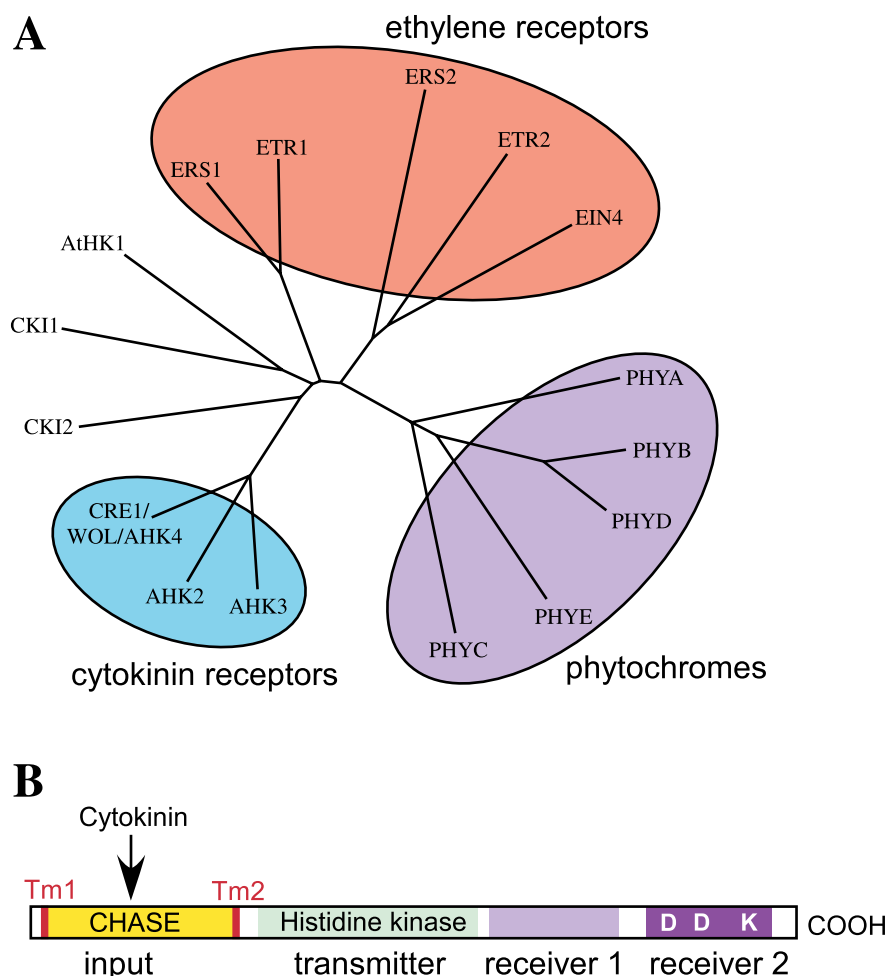 A
ethylene receptors
ERS2
ETR1
ETR2
ERS1
EIN4
AtHK1
CKI1
PHYA
CKI2
PHYB
CRE1/
WOL/AHK4
PHYD
AHK2
AHK3
PHYE
PHYC
cytokinin receptors
phytochromes
B
Cytokinin
Tm1
Tm2
CHASE
Histidine kinase
D D K
COOH
input
transmitter
receiver 1
receiver 2